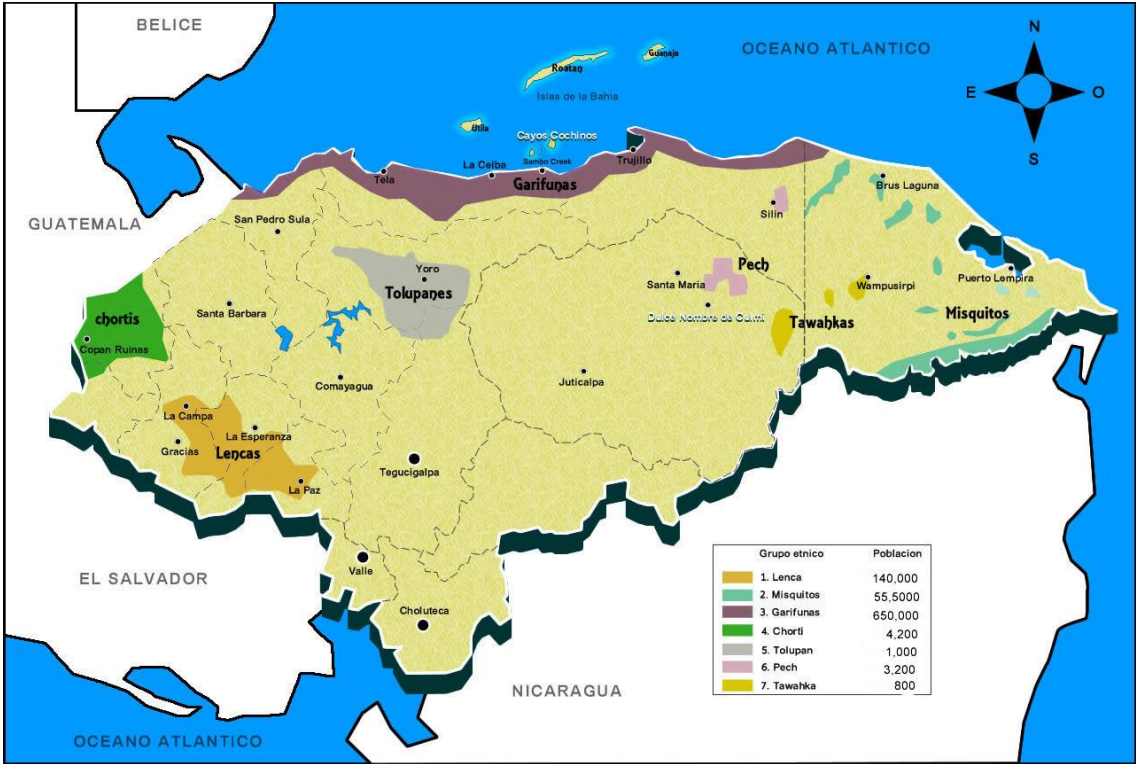 BELICE
OCEANO ATLANTICO
N
E
O
S
Guanaja
Roatan
Islas de la Bahia
Utila
Cayos Cochinos
Sambo Creek
La Ceiba
Trujillo
Tela
Garifunas
Brus Laguna
GUATEMALA
San Pedro Sula
Silin
Yoro
Tolupanes
Pech
Santa Maria
Wampusirpi
Puerto Lempira
Dulce Nombre de Culmi
Tawahkas
Misquitos
chortis
Santa Barbara
Copan Ruinas
Comayagua
Juticalpa
La Campa
La Esperanza
Gracias
Lencas
Tegucigalpa
La Paz
Valle
EL SALVADOR
Choluteca
NICARAGUA
OCEANO ATLANTICO
Grupo etnico Poblacion
1. Lenca 140,000
2. Misquitos 55,5000
3. Garifunas 650,000
4. Chorti 4,200
5. Tolupan 1,000
6. Pech 3,200
7. Tawahka 800